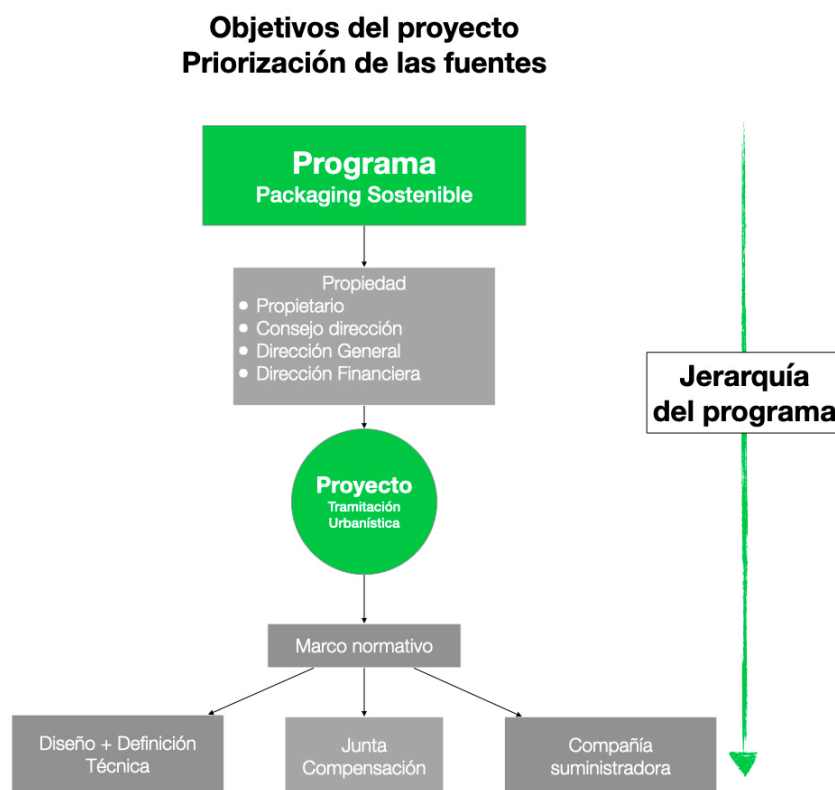 Objetivos del proyecto
Priorización de las fuentes
Programa
Packaging Sostenible
Propiedad
• Propietario
• Consejo dirección
• Dirección General
• Dirección Financiera
Jerarquía
del programa
Proyecto
Tramitación
Urbanística
Marco normativo
Diseño + Definición
Técnica
Junta
Compensación
Compañía
suministradora